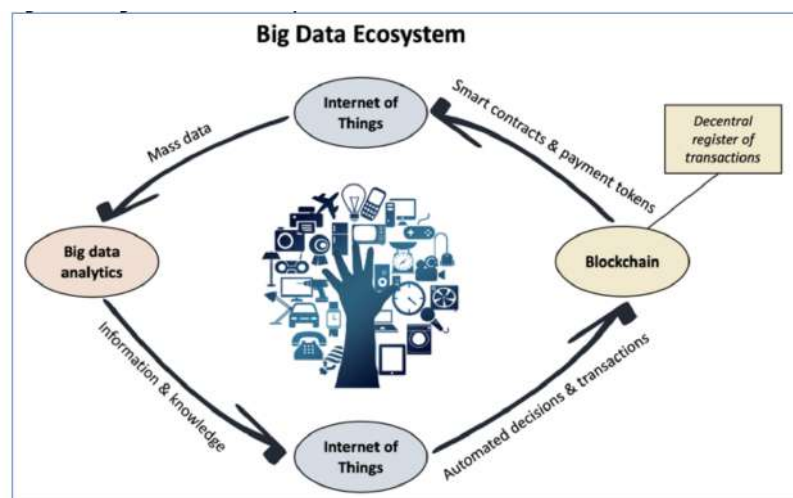 Big Data Ecosystem
Internet of
Things
Smart contracts & payment tokens
Decentral
register of
transactions
Mass data
Big data
analytics
Blockchain
Information & knowledge
Automated decisions & transactions
Internet of
Things